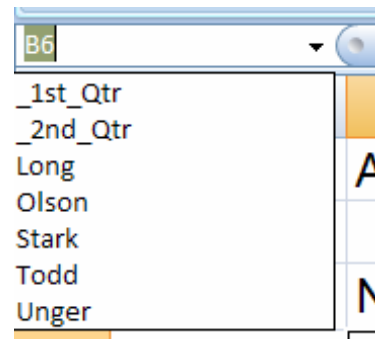 B6
_1st_Qtr
_2nd_Qtr
Long
Olson
Stark
Todd
Unger